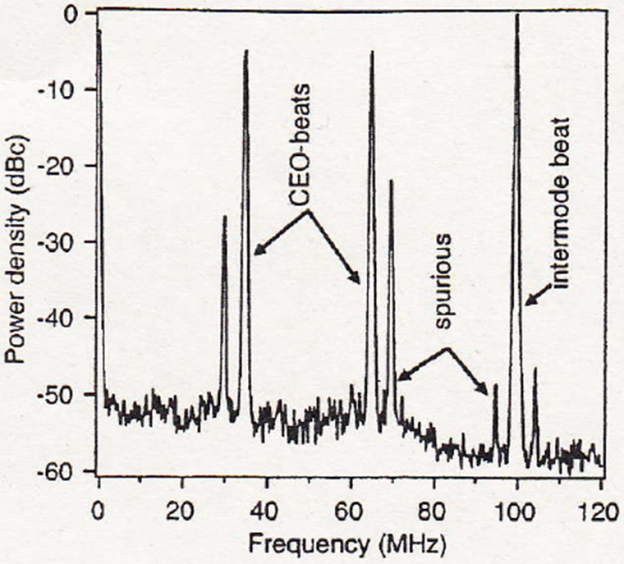 0
-10
-20
-30
-40
-50
-60
Power density (dBc)
CEO-beats
spurious
intermode beat
0
20
40
60
80
100
120
Frequency (MHz)